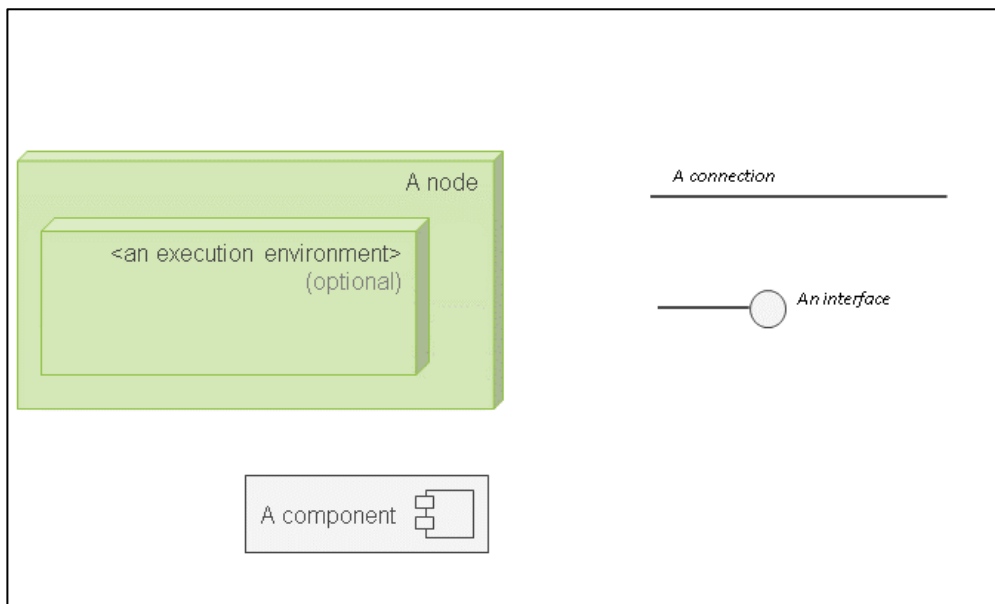 A node
<an execution environment>
(optional)
A component
A connection
An interface